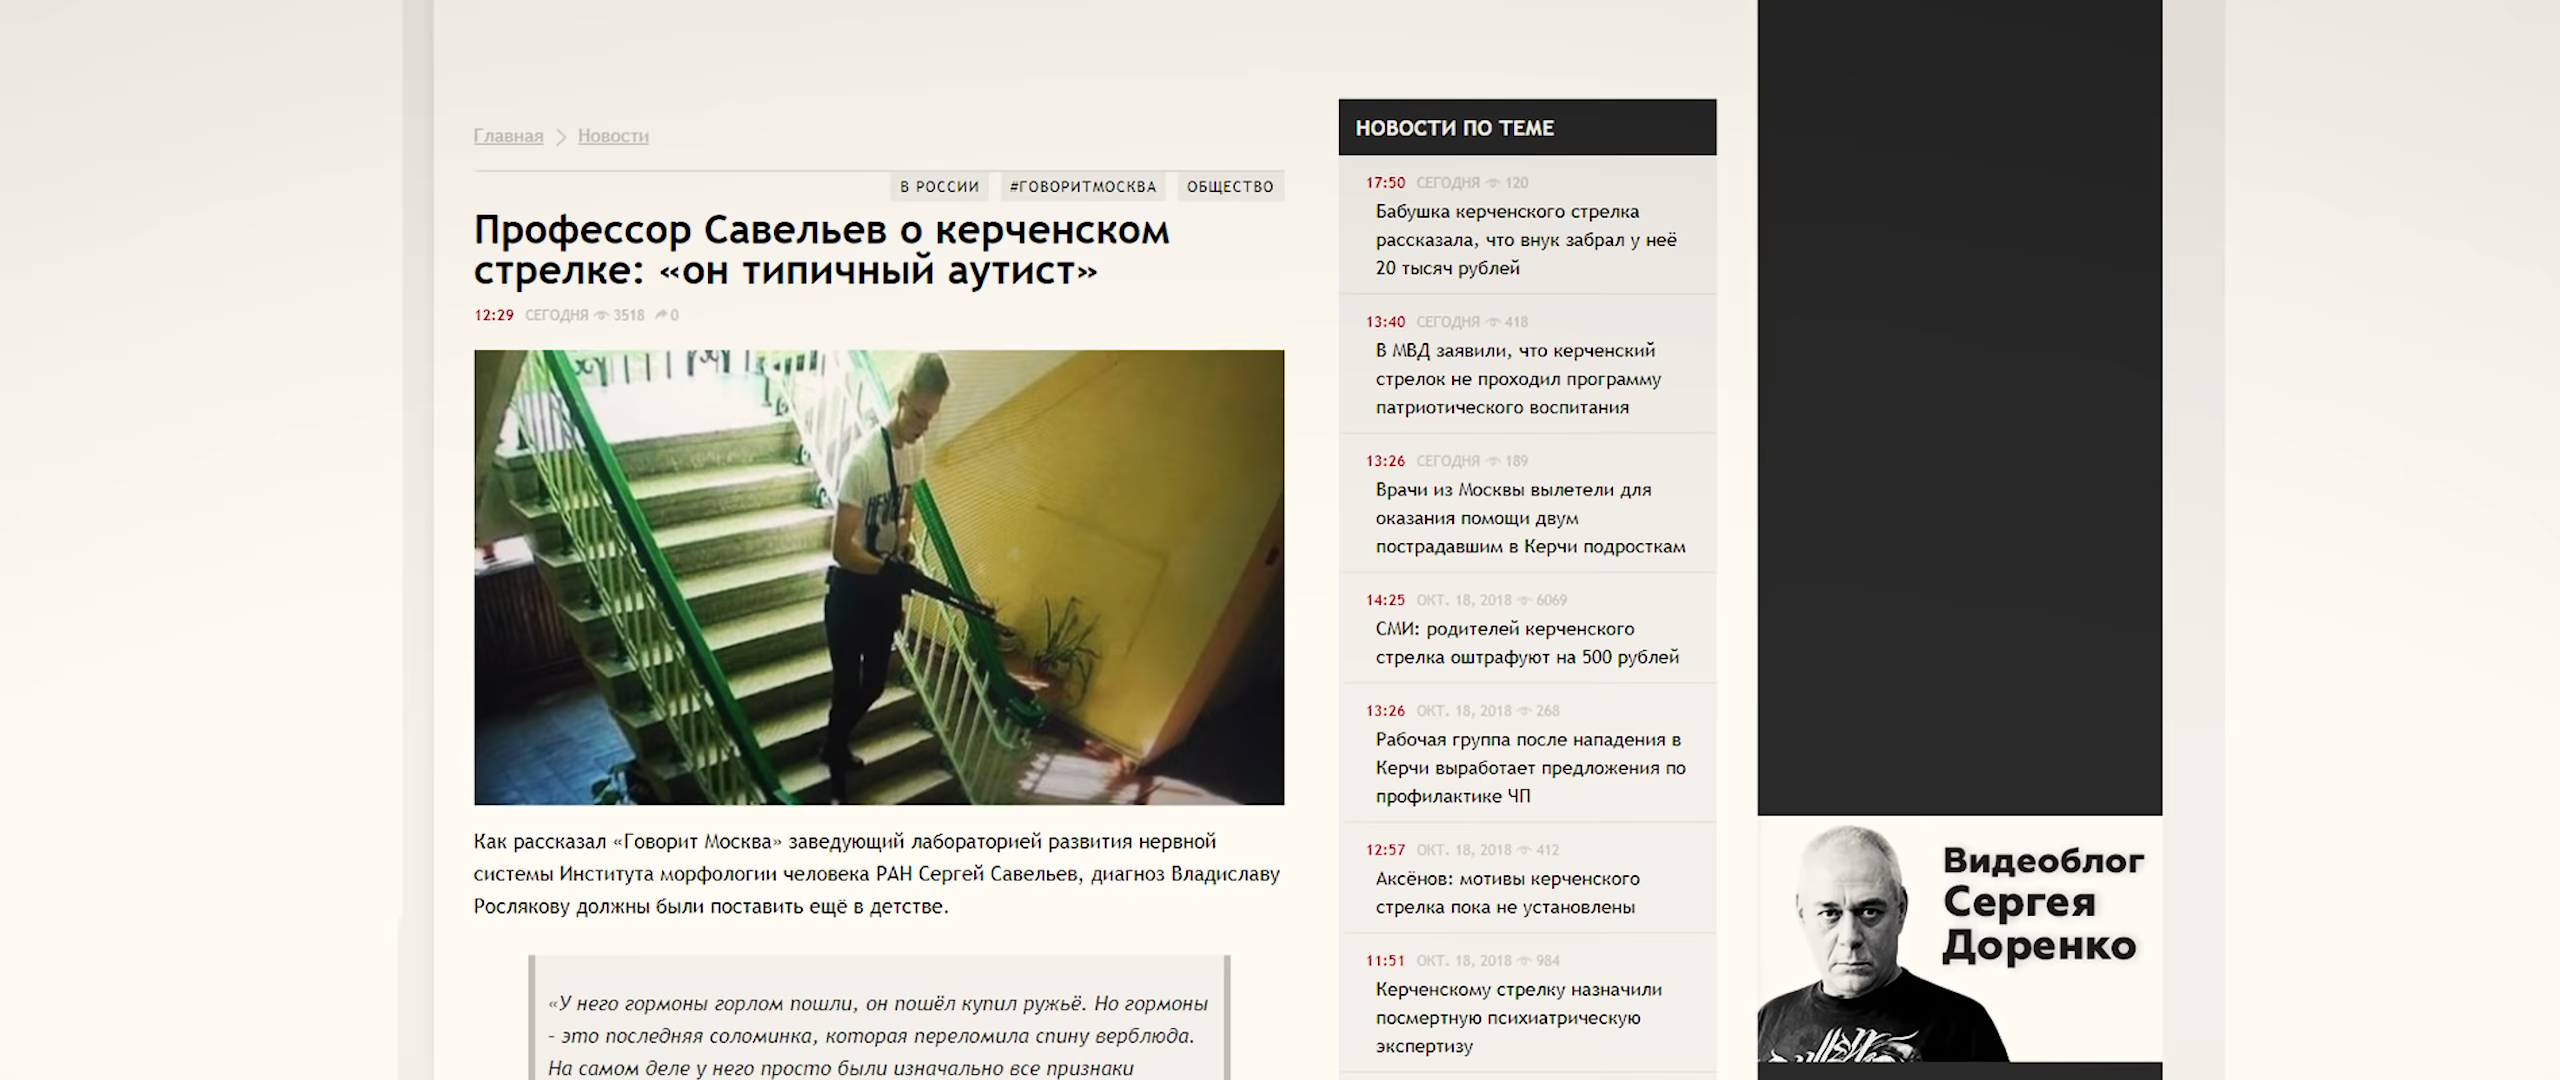 Главная > Новости
В РОССИИ #ГОВОРИТМОСКВА ОБЩЕСТВО
Профессор Савельев о керченском
стрелке: «он типичный аутист»
12:29 СЕГОДНЯ 3518 0
Как рассказал «Говорит Москва» заведующий лабораторией развития нервной
системы Института морфологии человека РАН Сергей Савельев, диагноз Владиславу
Рослякову должны были поставить ещё в детстве.
«У него гормоны горлом пошли, он пошёл купил ружьё. Но гормоны
- это последняя соломинка, которая переломила спину верблюда.
На самом деле у него просто были изначально все признаки
НОВОСТИ ПО ТЕМЕ
17:50 СЕГОДНЯ 120
Бабушка керченского стрелка
рассказала, что внук забрал у неё
20 тысяч рублей
13:40 СЕГОДНЯ 418
В МВД заявили, что керченский
стрелок не проходил программу
патриотического воспитания
13:26 СЕГОДНЯ 189
Врачи из Москвы вылетели для
оказания помощи двум
пострадавшим в Керчи подросткам
14:25 ОКТ. 18, 2018 6069
СМИ: родителей керченского
стрелка оштрафуют на 500 рублей
13:26 ОКТ. 18, 2018 268
Рабочая группа после нападения в
Керчи выработает предложения по
профилактике ЧП
12:57 ОКТ. 18, 2018 412
Аксёнов: мотивы керченского
стрелка пока не установлены
11:51 ОКТ. 18, 2018 984
Керченскому стрелку назначили
посмертную психиатрическую
экспертизу
Видеоблог
Сергея
Доренко